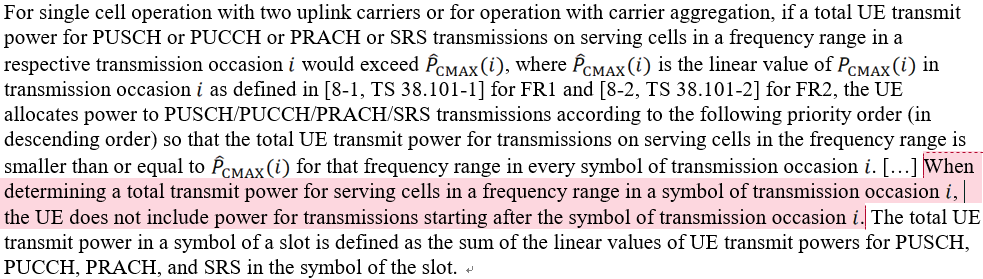 For single cell operation with two uplink carriers or for operation with carrier aggregation, if a total UE transmit
power for PUSCH or PUCCH or PRACH or SRS transmissions on serving cells in a frequency range in a
respective transmission occasion i would exceed P̂CMAX(i), where P̂CMAX(i) is the linear value of PCMAX(i) in
transmission occasion i as defined in [8-1, TS 38.101-1] for FR1 and [8-2, TS 38.101-2] for FR2, the UE
allocates power to PUSCH/PUCCH/PRACH/SRS transmissions according to the following priority order (in
descending order) so that the total UE transmit power for transmissions on serving cells in the frequency range is
smaller than or equal to P̂CMAX(i) for that frequency range in every symbol of transmission occasion i. […] When
determining a total transmit power for serving cells in a frequency range in a symbol of transmission occasion i,
the UE does not include power for transmissions starting after the symbol of transmission occasion i. The total UE
transmit power in a symbol of a slot is defined as the sum of the linear values of UE transmit powers for PUSCH,
PUCCH, PRACH, and SRS in the symbol of the slot.